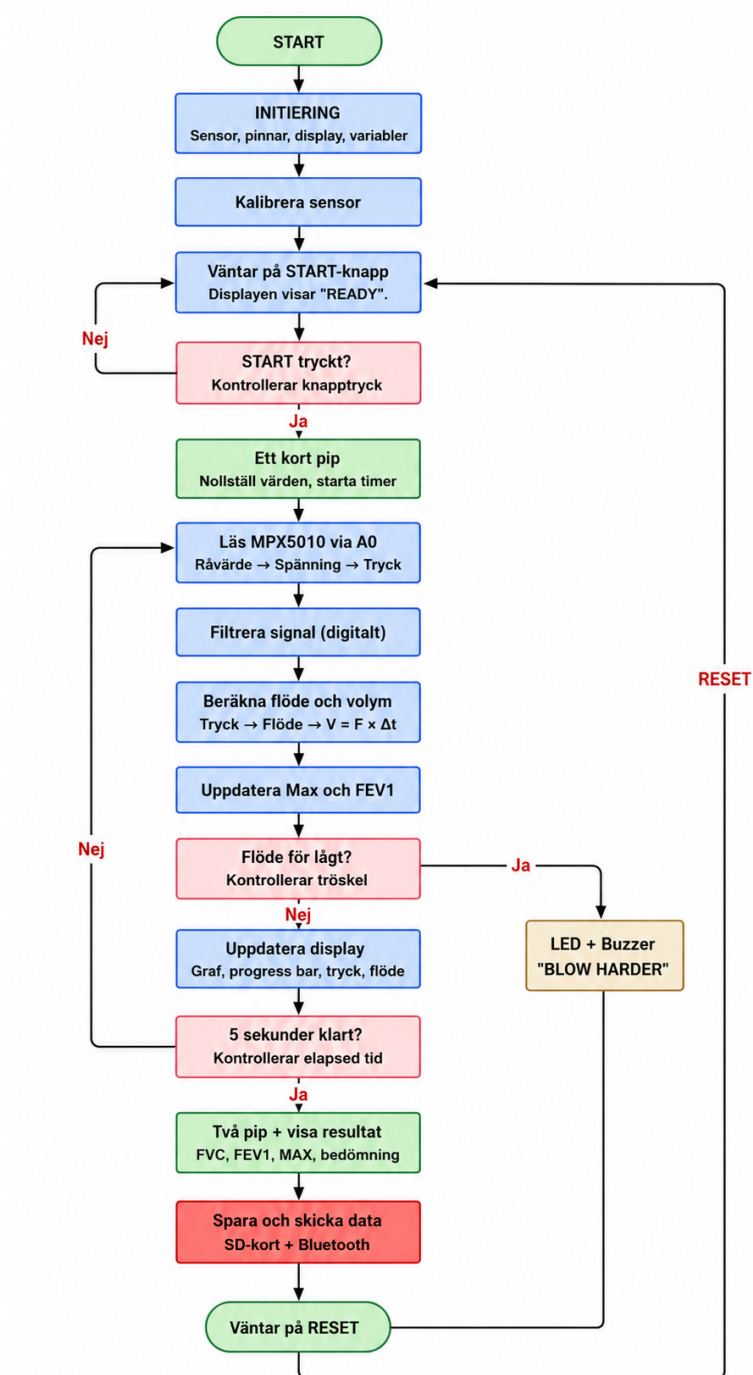 START
INITIERING
Sensor, pinnar, display, variabler
Kalibrera sensor
Väntar på START-knapp
Displayen visar "READY".
Nej
START tryckt?
Kontrollerar knapptryck
Ja
Ett kort pip
Nollställ värden, starta timer
Läs MPX5010 via A0
Råvärde → Spänning → Tryck
Filtrera signal (digitalt)
RESET
Beräkna flöde och volym
Tryck → Flöde → V = F × Δt
Uppdatera Max och FEV1
Nej
Flöde för lågt?
Kontrollerar tröskel
Ja
Nej
LED + Buzzer
"BLOW HARDER"
Uppdatera display
Graf, progress bar, tryck, flöde
5 sekunder klart?
Kontrollerar elapsed tid
Ja
Två pip + visa resultat
FVC, FEV1, MAX, bedömning
Spara och skicka data
SD-kort + Bluetooth
Väntar på RESET